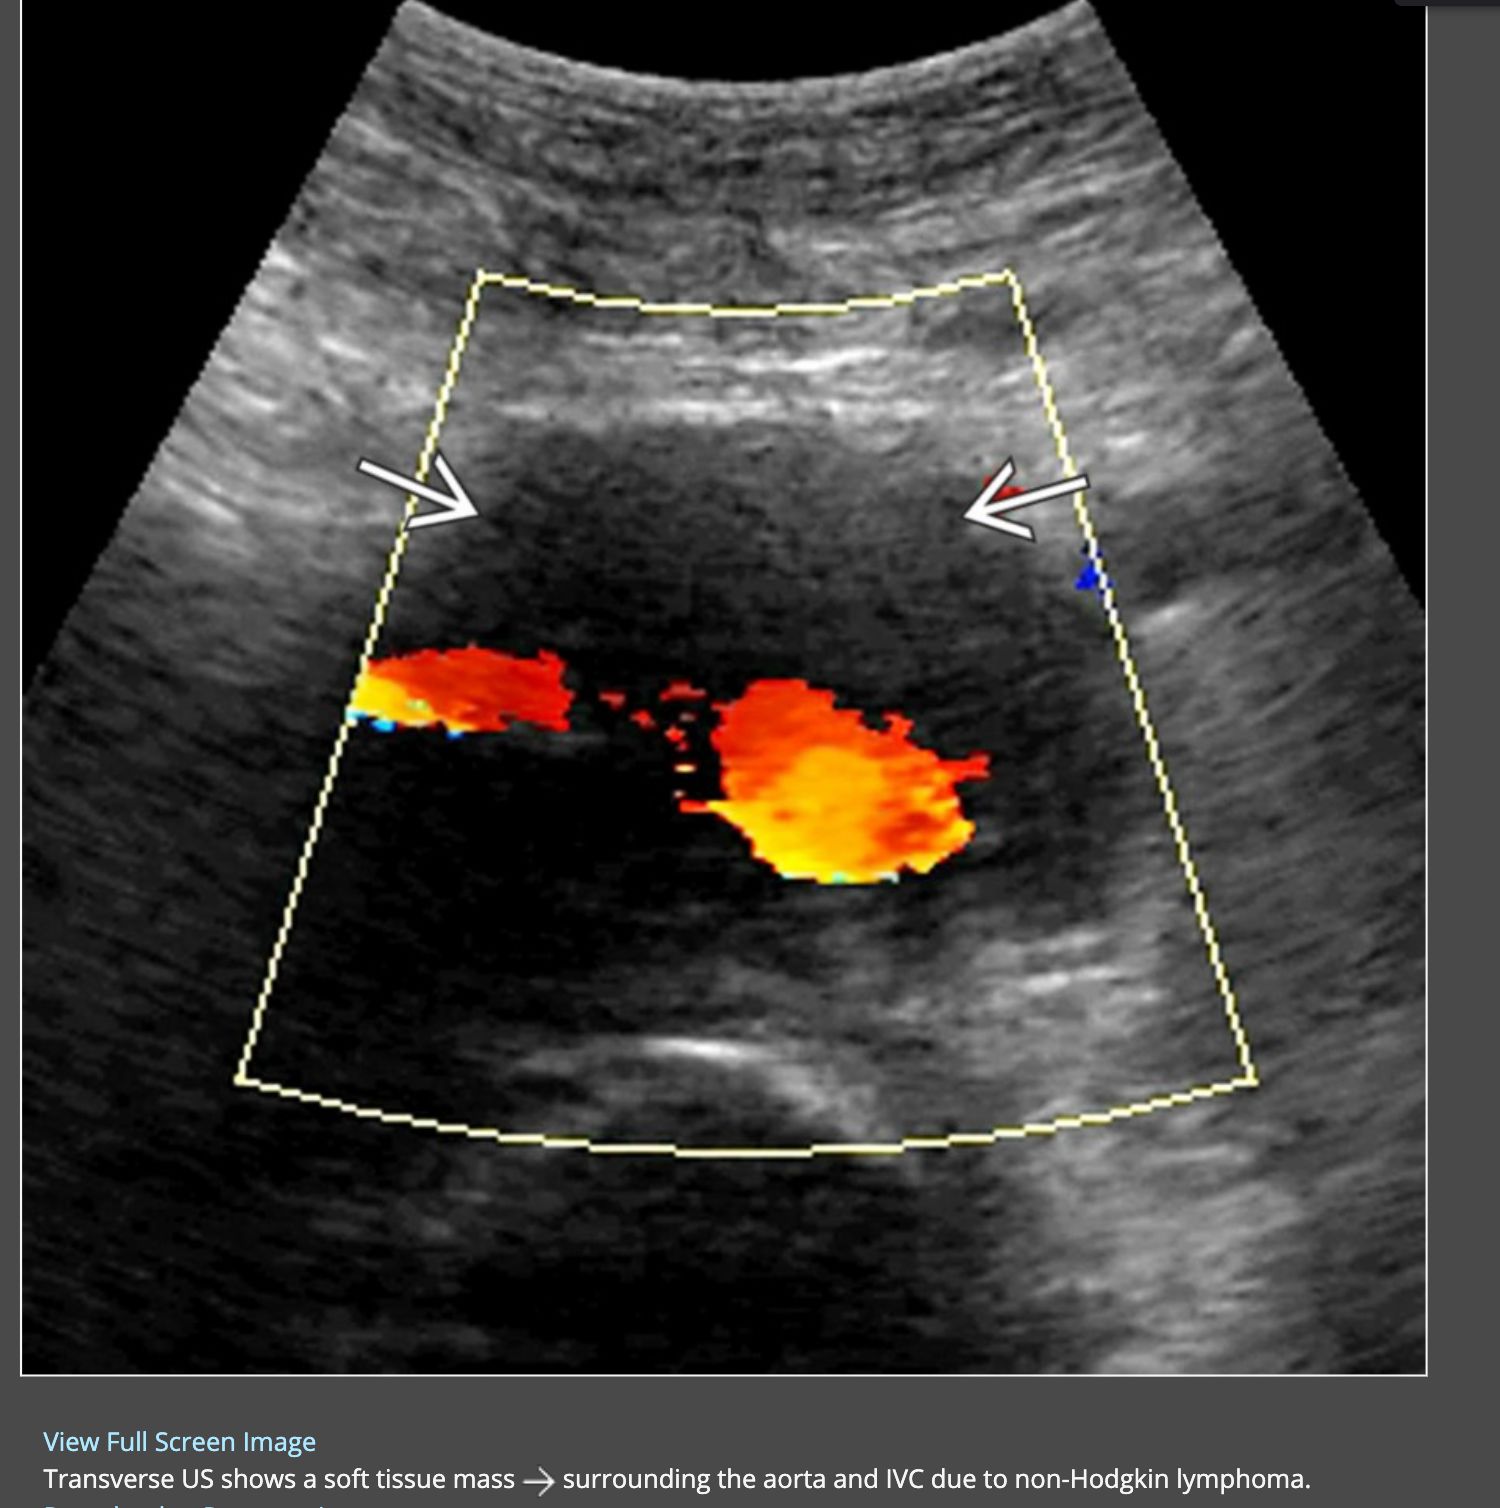 View Full Screen Image
Transverse US shows a soft tissue mass → surrounding the aorta and IVC due to non-Hodgkin lymphoma.